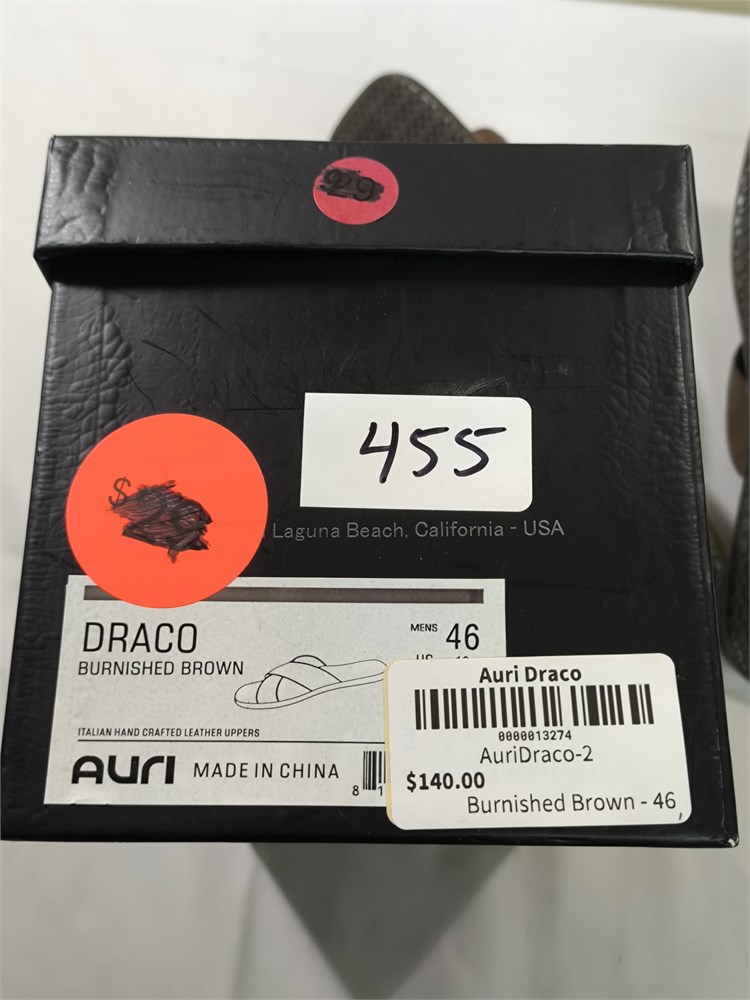 455
$
Laguna Beach, California - USA
DRACO
MENS 46
BURNISHED BROWN
ITALIAN HAND CRAFTED LEATHER UPPERS
AURI MADE IN CHINA
Auri Draco
0000013274
AuriDraco-2
$140.00
Burnished Brown - 46